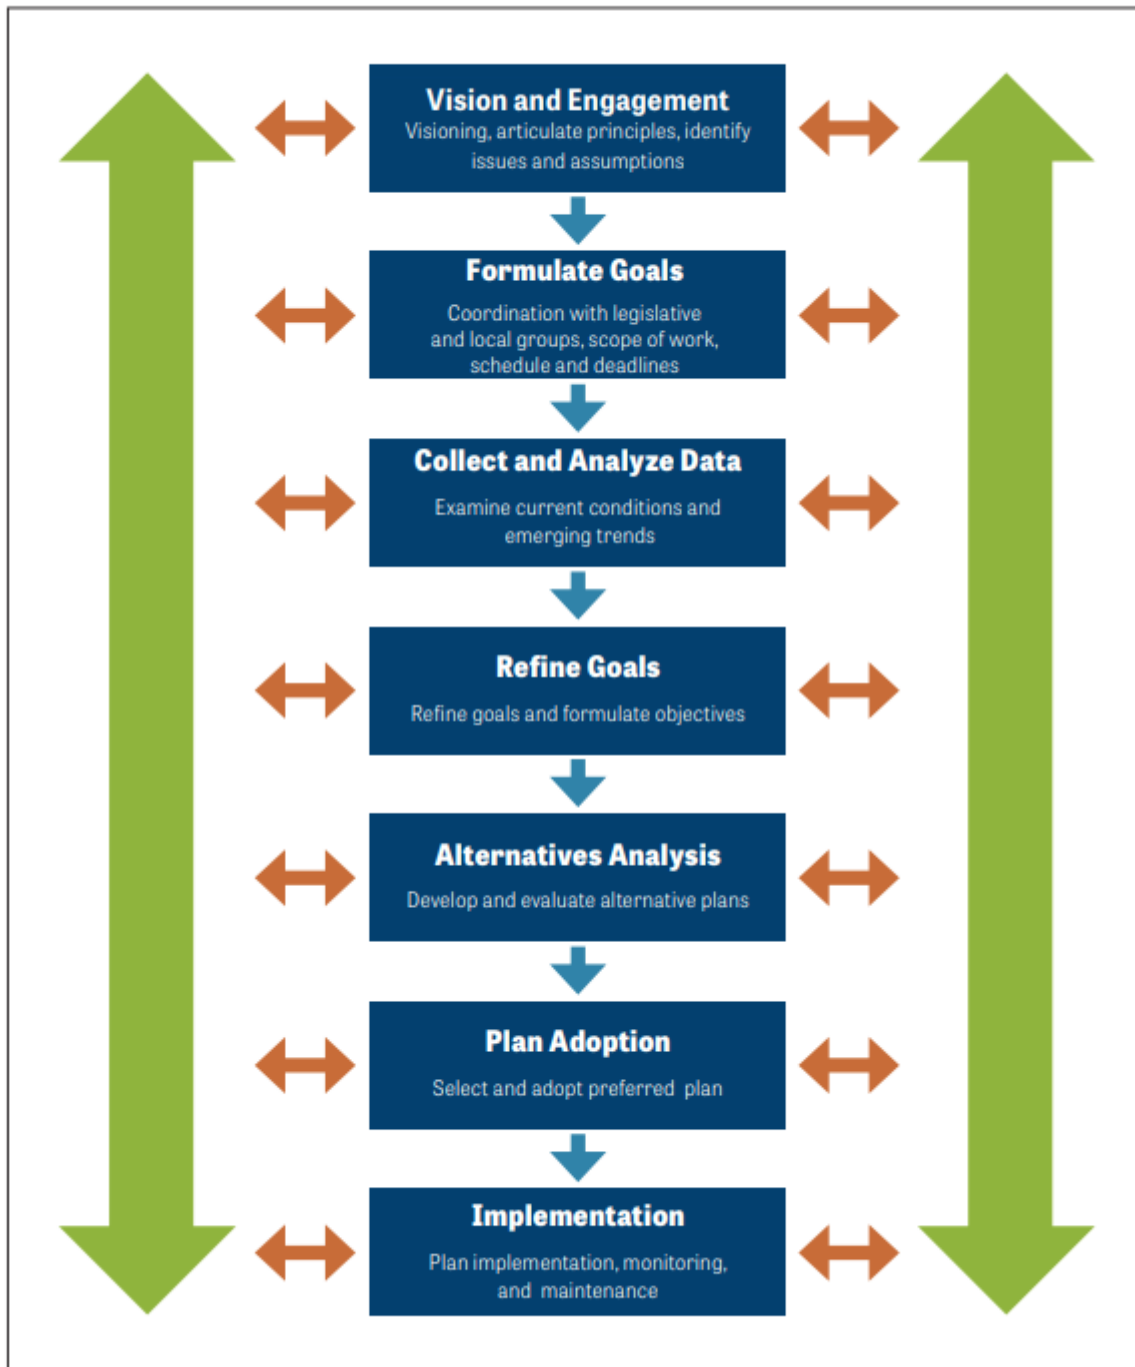 Vision and Engagement
Visioning, articulate principles, identify
issues and assumptions
Formulate Goals
Coordination with legislative
and local groups, scope of work,
schedule and deadlines
Collect and Analyze Data
Examine current conditions and
emerging trends
Refine Goals
Refine goals and formulate objectives
Alternatives Analysis
Develop and evaluate alternative plans
Plan Adoption
Select and adopt preferred plan
Implementation
Plan implementation, monitoring,
and maintenance